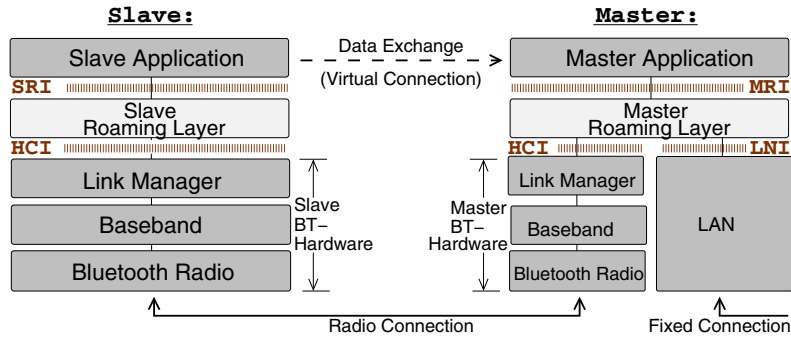 Slave:
Master:
Slave Application
Data Exchange
(Virtual Connection)
Master Application
SRI
MRI
Slave
Roaming Layer
Master
Roaming Layer
HCI
HCI
LNI
Link Manager
Baseband
Bluetooth Radio
Slave
BT-
Hardware
Master
BT-
Hardware
Link Manager
Baseband
Bluetooth Radio
LAN
Radio Connection
Fixed Connection